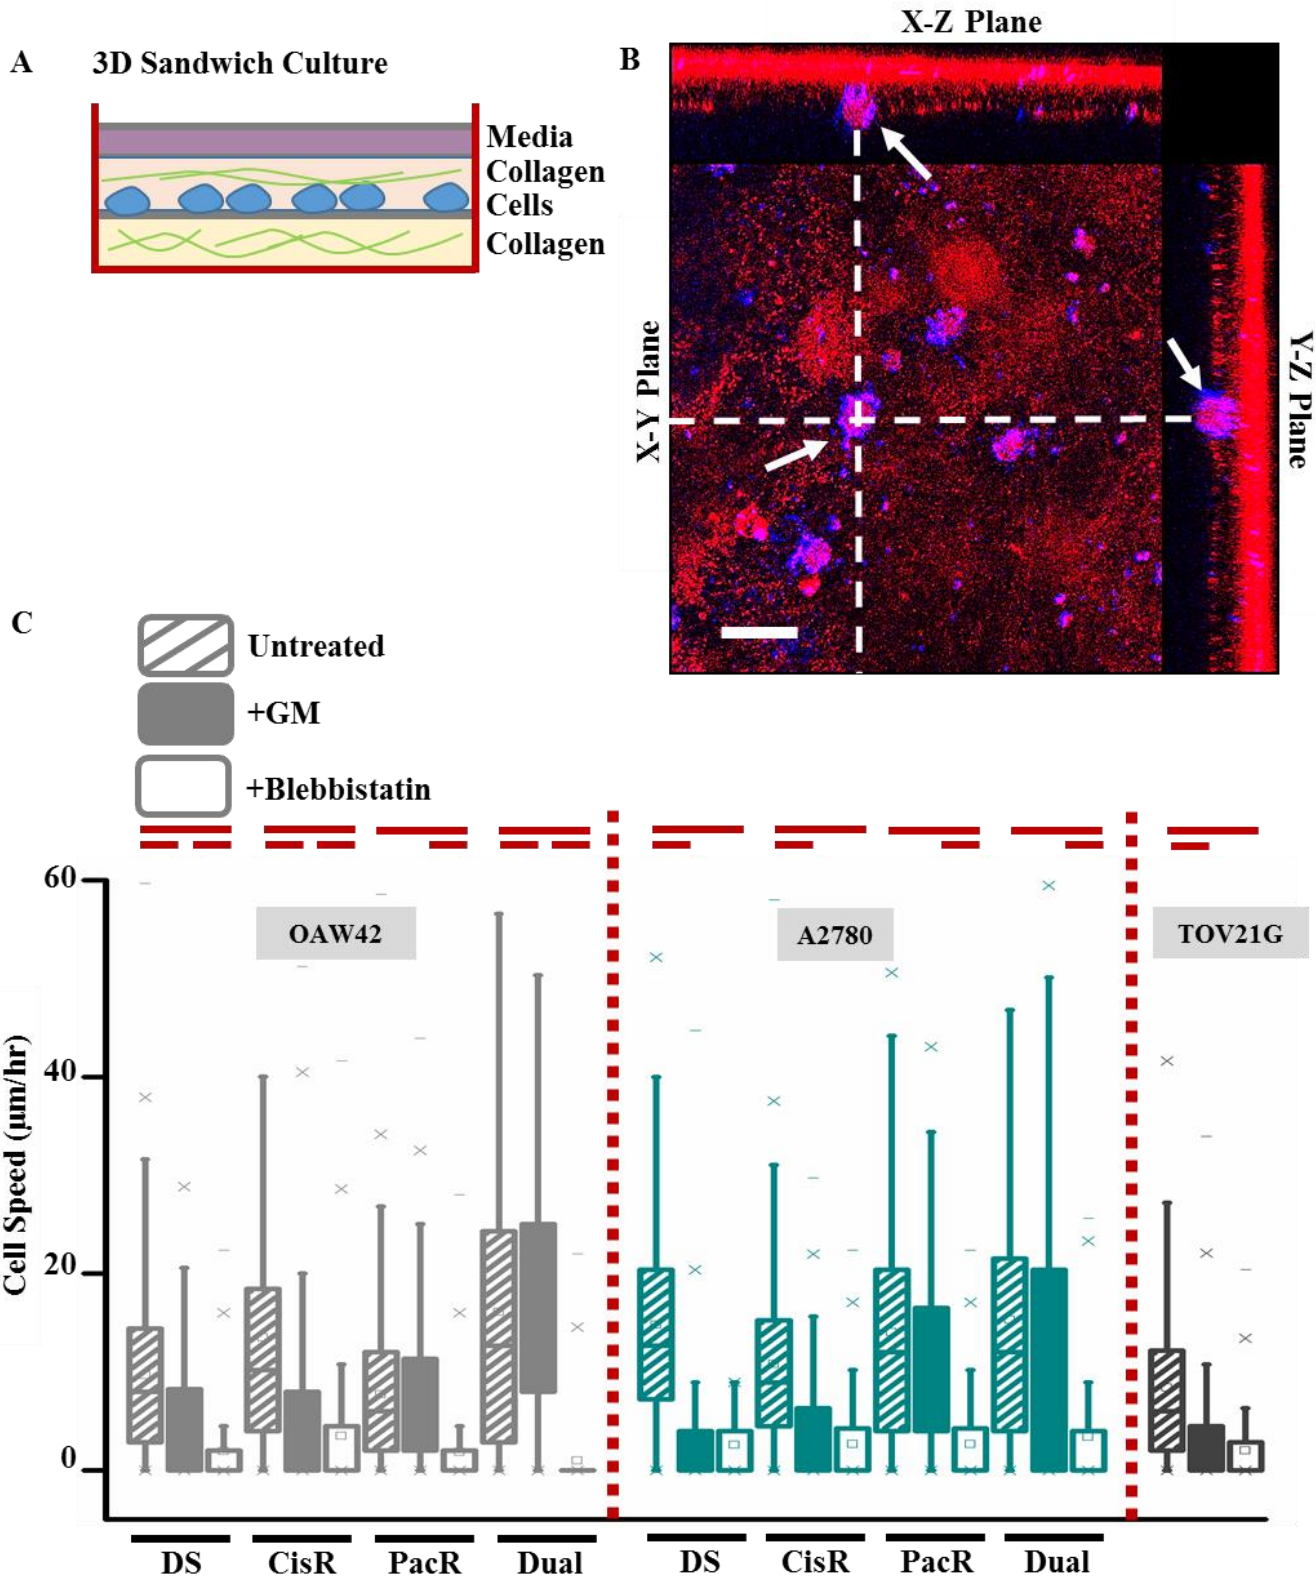 X-Z Plane
A
3D Sandwich Culture
B
Media
Collagen
Cells
Collagen
X-Y Plane
Y-Z Plane
C
Untreated
+GM
+Blebbistatin
60
OAW42
A2780
TOV21G
40
Cell Speed (µm/hr)
20
0
DS CisR PacR Dual DS CisR PacR Dual